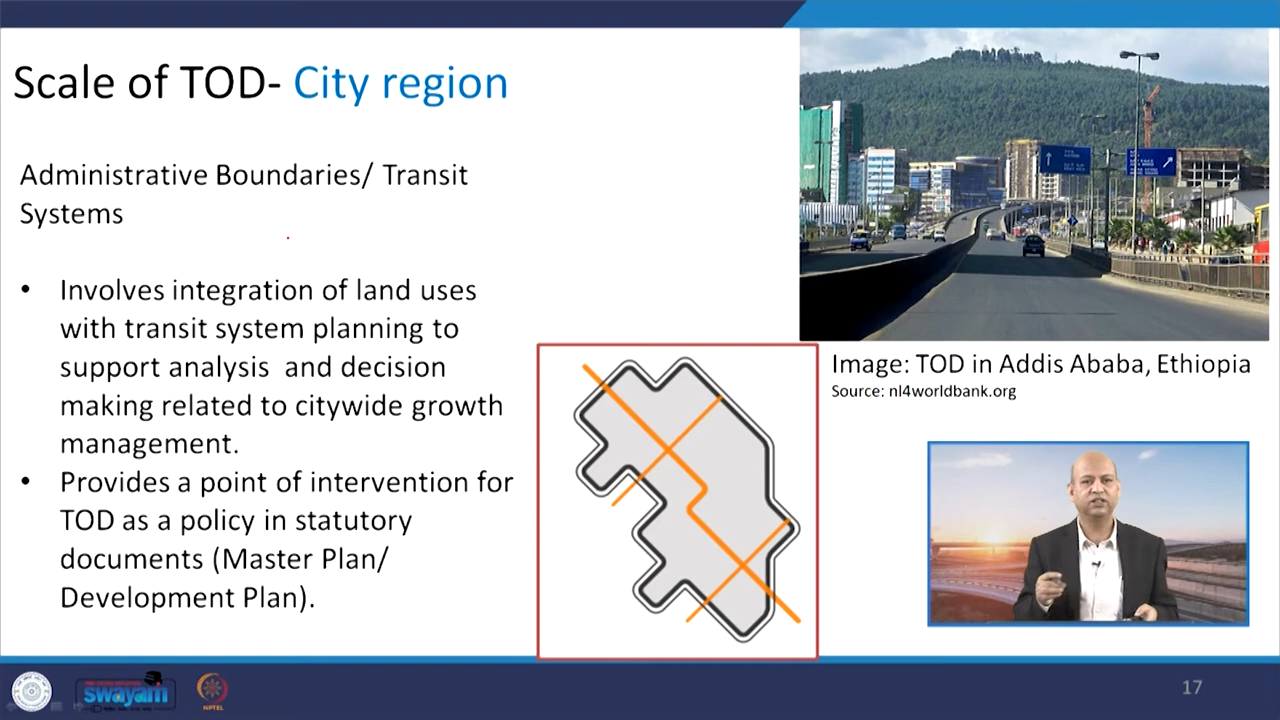 Scale of TOD- City region
Administrative Boundaries/ Transit
Systems
• Involves integration of land uses
with transit system planning to
support analysis and decision
making related to citywide growth
management.
• Provides a point of intervention for
TOD as a policy in statutory
documents (Master Plan/
Development Plan).
Image: TOD in Addis Ababa, Ethiopia
Source: nl4worldbank.org
swayam
NPTEL
17